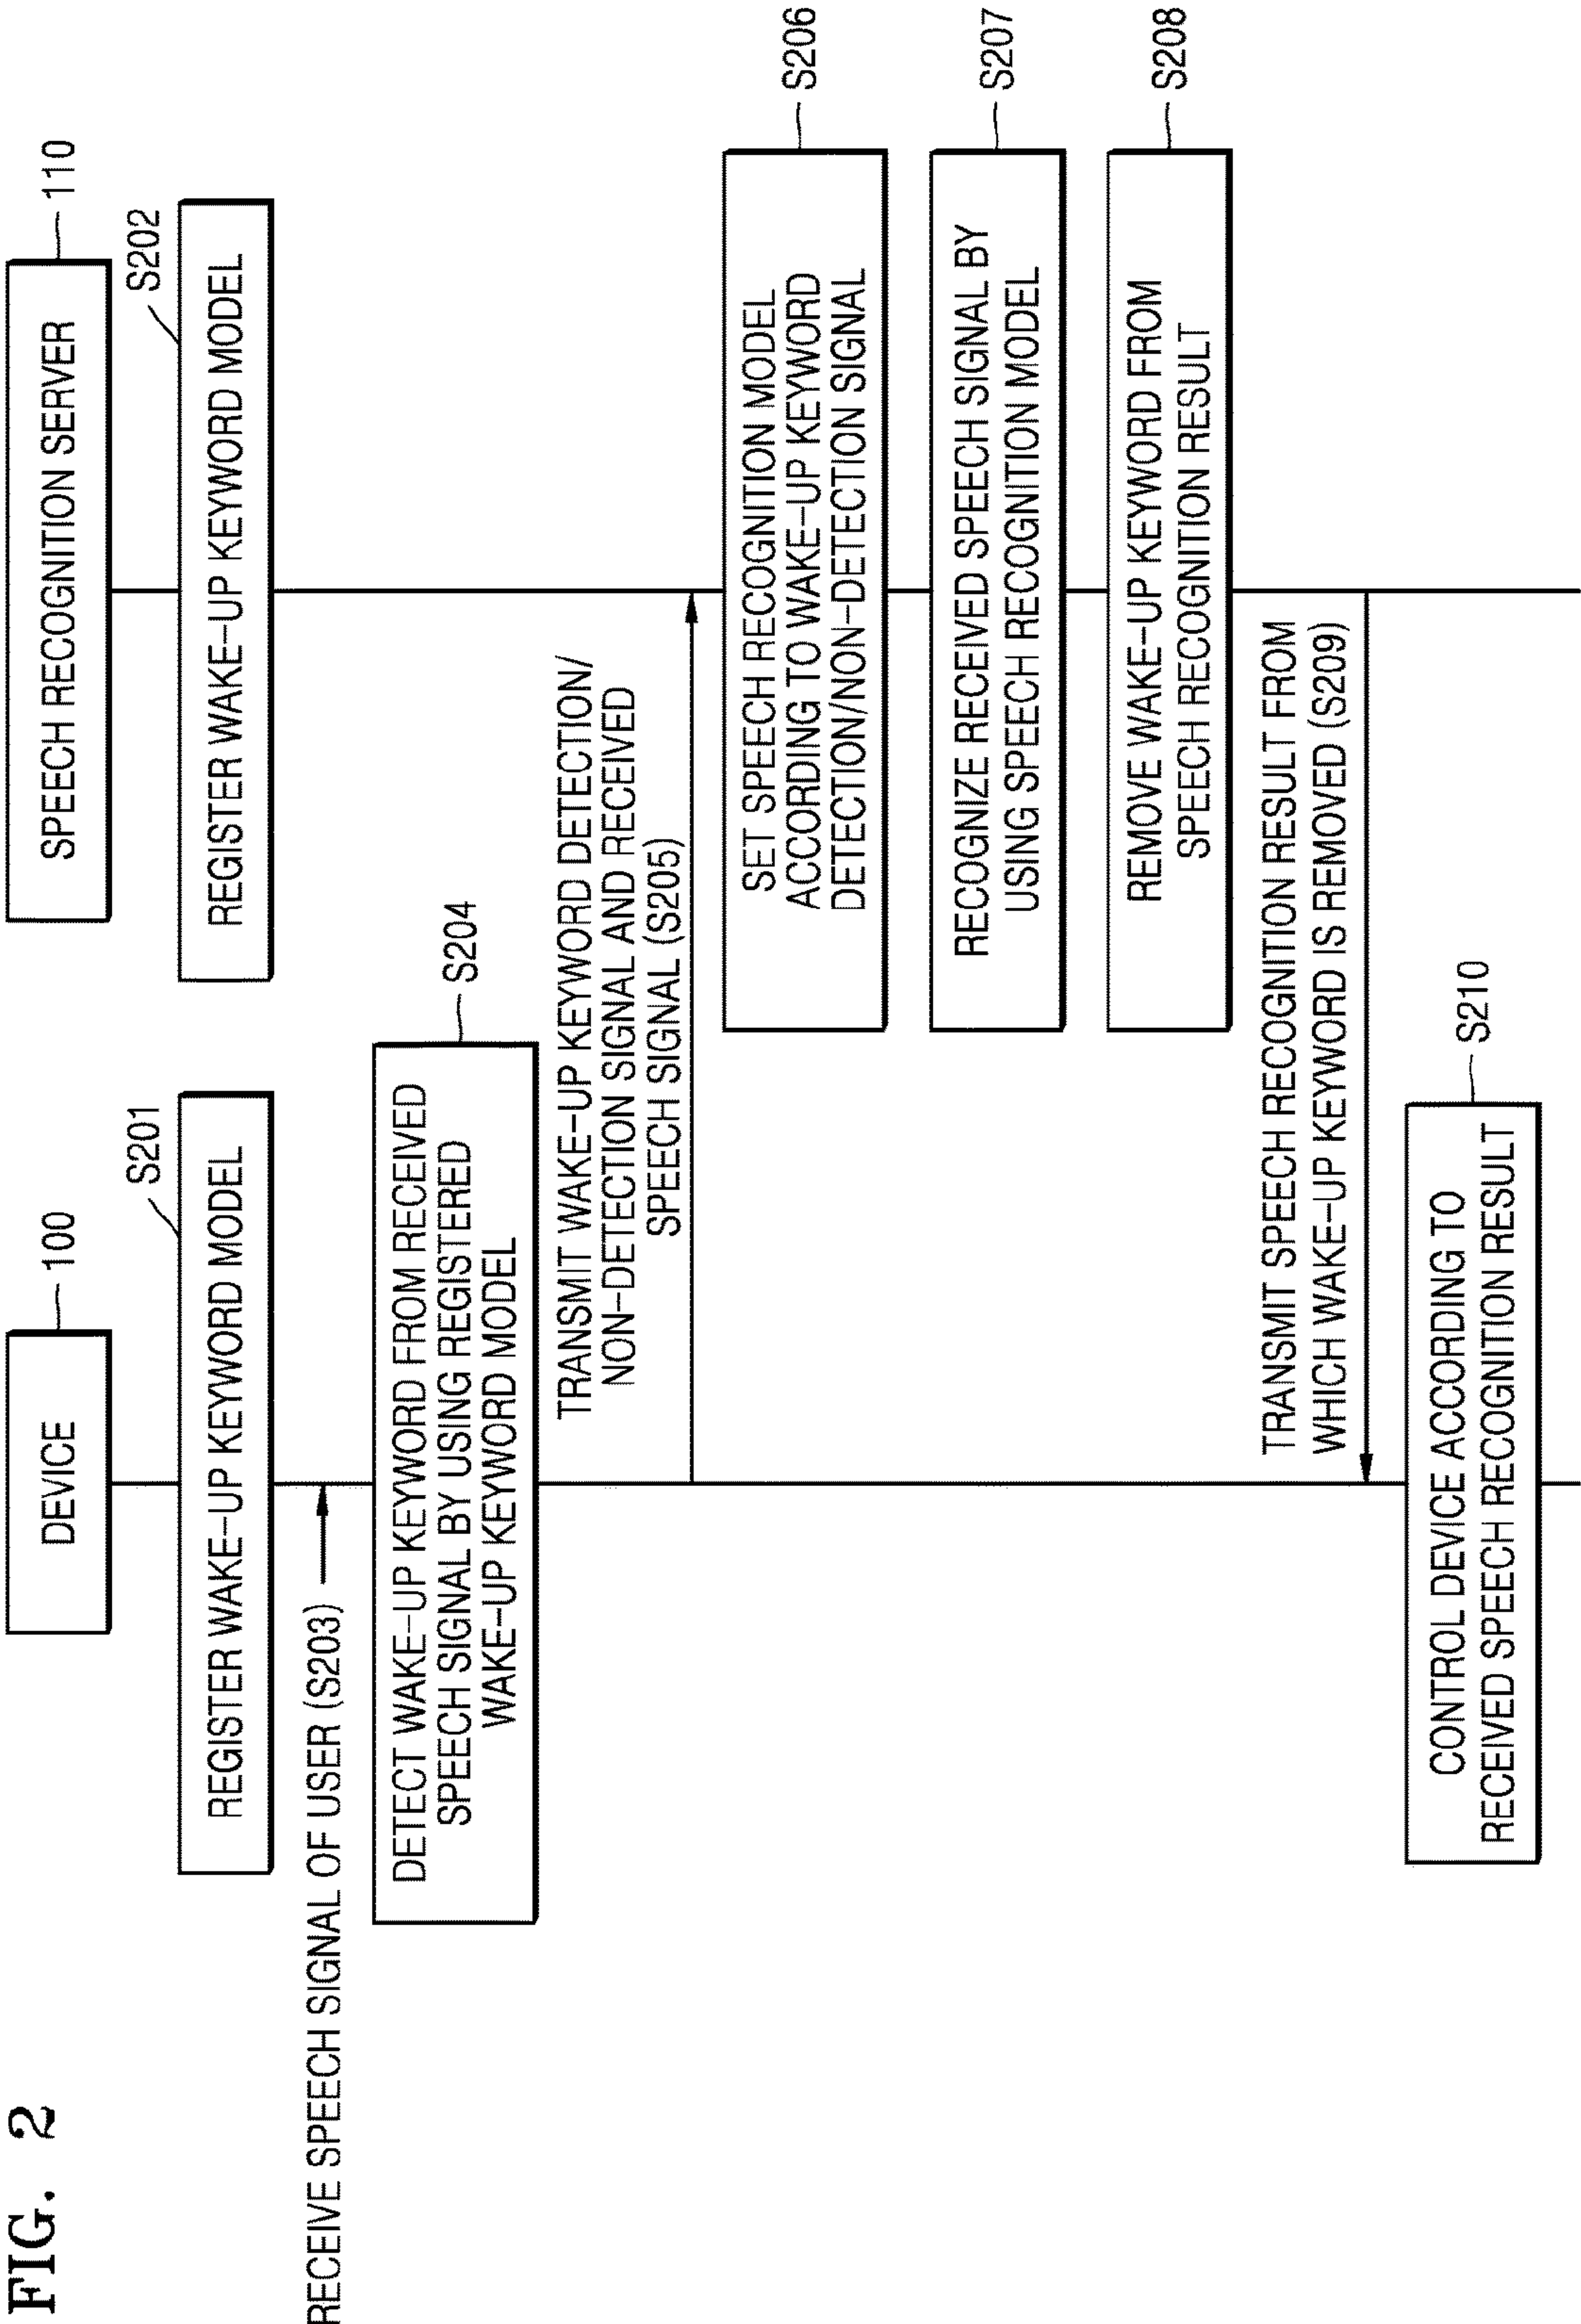 FIG. 2
DEVICE
100
SPEECH RECOGNITION SERVER
110
S201
REGISTER WAKE-UP KEYWORD MODEL
S202
REGISTER WAKE-UP KEYWORD MODEL
RECEIVE SPEECH SIGNAL OF USER (S203)
S204
DETECT WAKE-UP KEYWORD FROM RECEIVED
SPEECH SIGNAL BY USING REGISTERED
WAKE-UP KEYWORD MODEL
TRANSMIT WAKE-UP KEYWORD DETECTION/
NON-DETECTION SIGNAL AND RECEIVED
SPEECH SIGNAL (S205)
SET SPEECH RECOGNITION MODEL
ACCORDING TO WAKE-UP KEYWORD
DETECTION/NON-DETECTION SIGNAL
S206
RECOGNIZE RECEIVED SPEECH SIGNAL BY
USING SPEECH RECOGNITION MODEL
S207
REMOVE WAKE-UP KEYWORD FROM
SPEECH RECOGNITION RESULT
S208
TRANSMIT SPEECH RECOGNITION RESULT FROM
WHICH WAKE-UP KEYWORD IS REMOVED (S209)
CONTROL DEVICE ACCORDING TO
RECEIVED SPEECH RECOGNITION RESULT
S210